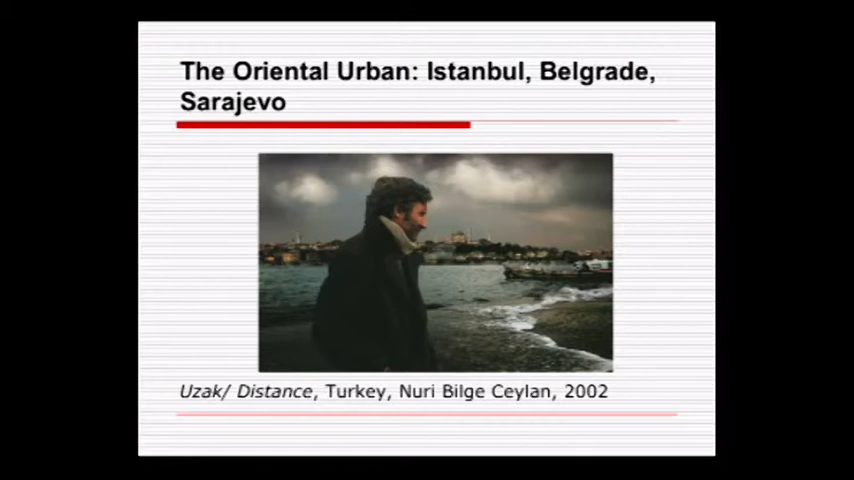 The Oriental Urban: Istanbul, Belgrade,
Sarajevo
Uzak/ Distance, Turkey, Nuri Bilge Ceylan, 2002